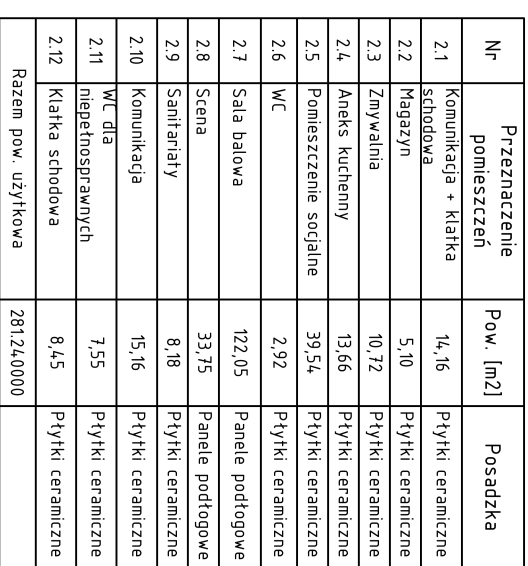 Nr Przeznaczenie pomieszczeń Pow. [m2] Posadzka
2.1 Komunikacja + klatka schodowa 14,16 Płytki ceramiczne
2.2 Magazyn 5,10 Płytki ceramiczne
2.3 Zmywalnia 10,72 Płytki ceramiczne
2.4 Aneks kuchenny 13,66 Płytki ceramiczne
2.5 Pomieszczenie socjalne 39,54 Płytki ceramiczne
2.6 WC 2,92 Płytki ceramiczne
2.7 Sala balowa 122,05 Panele podłogowe
2.8 Scena 33,75 Panele podłogowe
2.9 Sanitariaty 8,18 Płytki ceramiczne
2.10 Komunikacja 15,16 Płytki ceramiczne
2.11 WC dla niepełnosprawnych 7,55 Płytki ceramiczne
2.12 Klatka schodowa 8,45 Płytki ceramiczne
Razem pow. użytkowa 281.240000